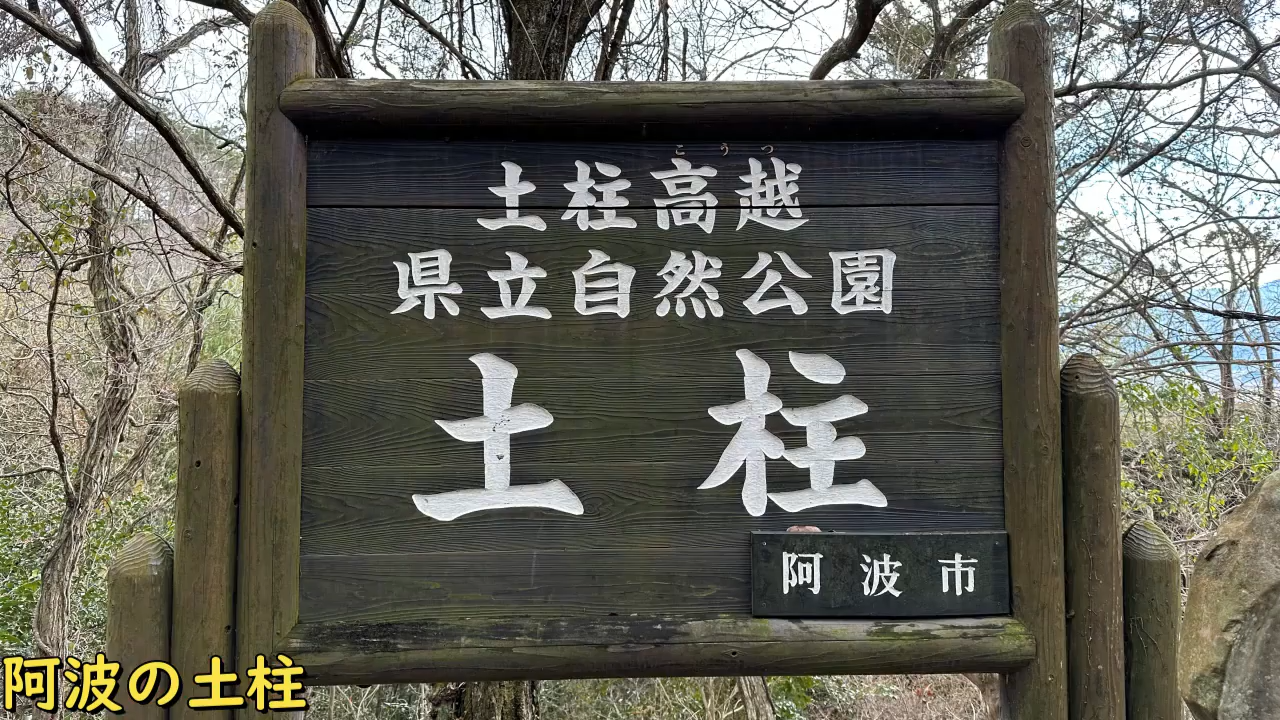 こうつ
土柱高越
県立自然公園
土柱
阿波市
阿波の土柱